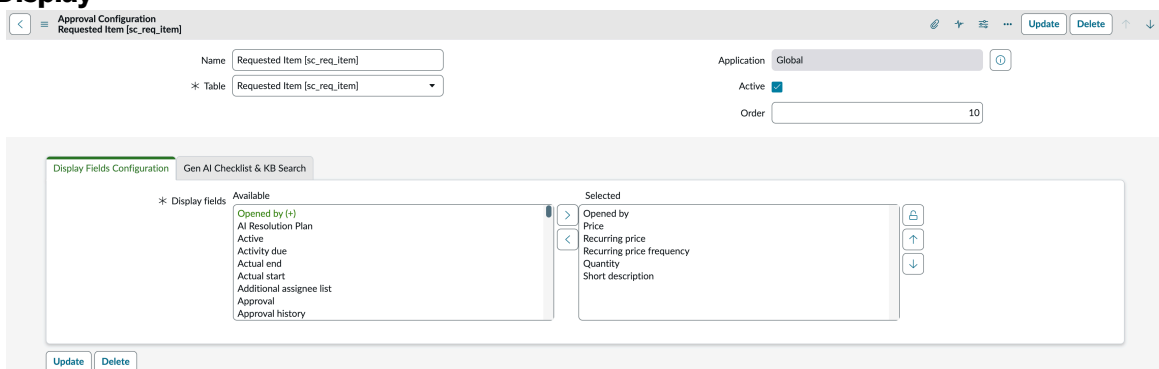 Display
Approval Configuration
Requested Item [sc_req_item]
Update Delete
Name Requested Item [sc_req_item]
Table Requested Item [sc_req_item]
Application Global
Active
Order 10
Display Fields Configuration Gen AI Checklist & KB Search
Display fields
Available
Opened by (+)
AI Resolution Plan
Active
Activity due
Actual end
Actual start
Additional assignee list
Approval
Approval history
Selected
Opened by
Price
Recurring price
Recurring price frequency
Quantity
Short description
Update Delete